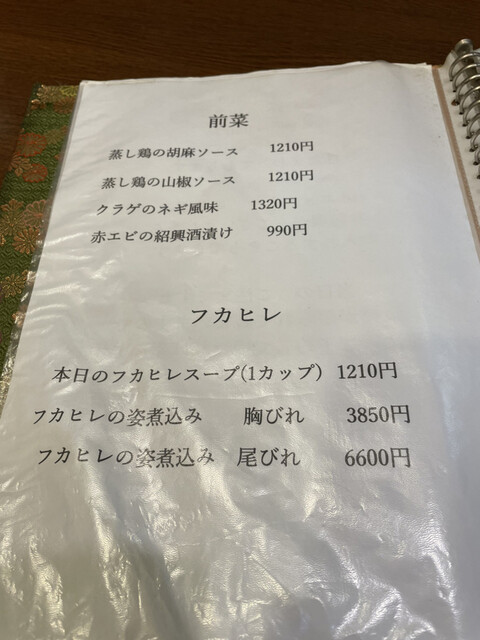 前菜
蒸し鶏の胡麻ソース 1210円
蒸し鶏の山椒ソース 1210円
クラゲのネギ風味 1320円
赤エビの紹興酒漬け 990円
フカヒレ
本日のフカヒレスープ(1カップ) 1210円
フカヒレの姿煮込み 胸びれ 3850円
フカヒレの姿煮込み 尾びれ 6600円